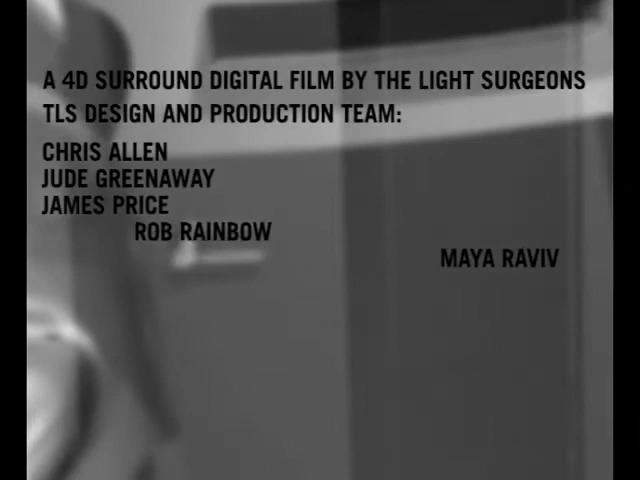 A 4D SURROUND DIGITAL FILM BY THE LIGHT SURGEONS
TLS DESIGN AND PRODUCTION TEAM:
CHRIS ALLEN
JUDE GREENAWAY
JAMES PRICE
ROB RAINBOW
MAYA RAVIV